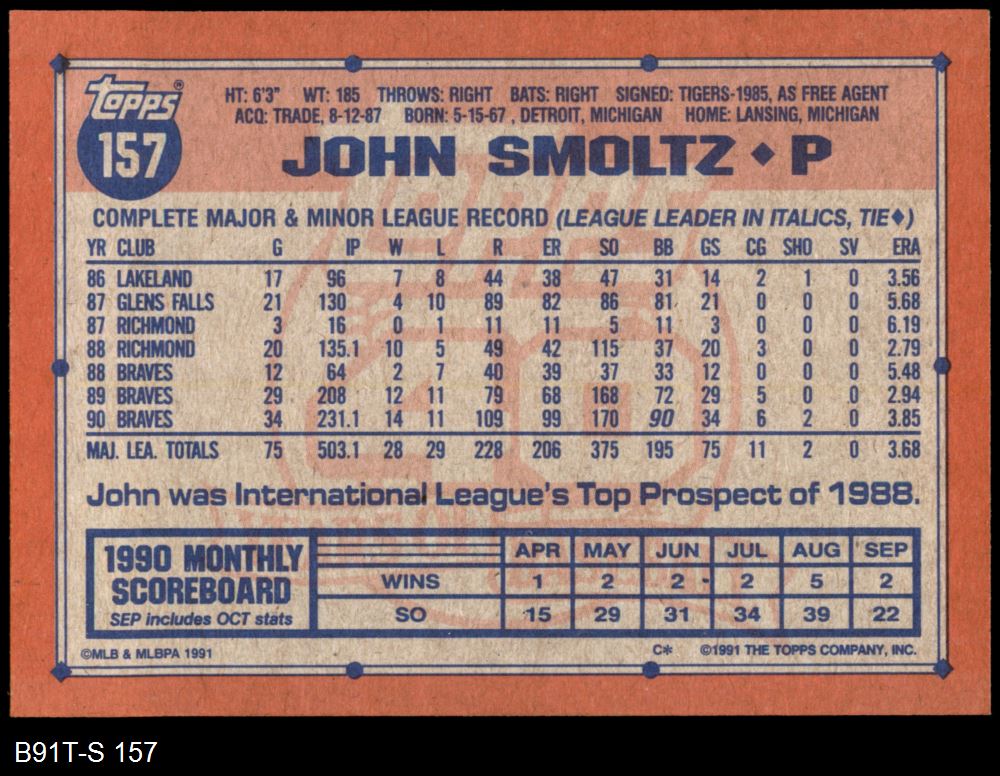 Topps®
157
HT: 6'3" WT: 185 THROWS: RIGHT BATS: RIGHT SIGNED: TIGERS-1985, AS FREE AGENT
ACQ: TRADE, 8-12-87 BORN: 5-15-67 , DETROIT, MICHIGAN HOME: LANSING, MICHIGAN
JOHN SMOLTZ ♦ P
COMPLETE MAJOR & MINOR LEAGUE RECORD (LEAGUE LEADER IN ITALICS, TIE♦)
YR CLUB G IP W L R ER SO BB GS CG SHO SV ERA
86 LAKELAND 17 96 7 8 44 38 47 31 14 2 1 0 3.56
87 GLENS FALLS 21 130 4 10 89 82 86 81 21 0 0 0 5.68
87 RICHMOND 3 16 0 1 11 11 5 11 3 0 0 0 6.19
88 RICHMOND 20 135.1 10 5 49 42 115 37 20 3 0 0 2.79
88 BRAVES 12 64 2 7 40 39 37 33 12 0 0 0 5.48
89 BRAVES 29 208 12 11 79 68 168 72 29 5 0 0 2.94
90 BRAVES 34 231.1 14 11 109 99 170 90 34 6 2 0 3.85
MAJ. LEA. TOTALS 75 503.1 28 29 228 206 375 195 75 11 2 0 3.68
John was International League's Top Prospect of 1988.
1990 MONTHLY
SCOREBOARD
SEP includes OCT stats
APR MAY JUN JUL AUG SEP
WINS 1 2 2 2 5 2
SO 15 29 31 34 39 22
©MLB & MLBPA 1991 C* ©1991 THE TOPPS COMPANY, INC.
B91T-S 157